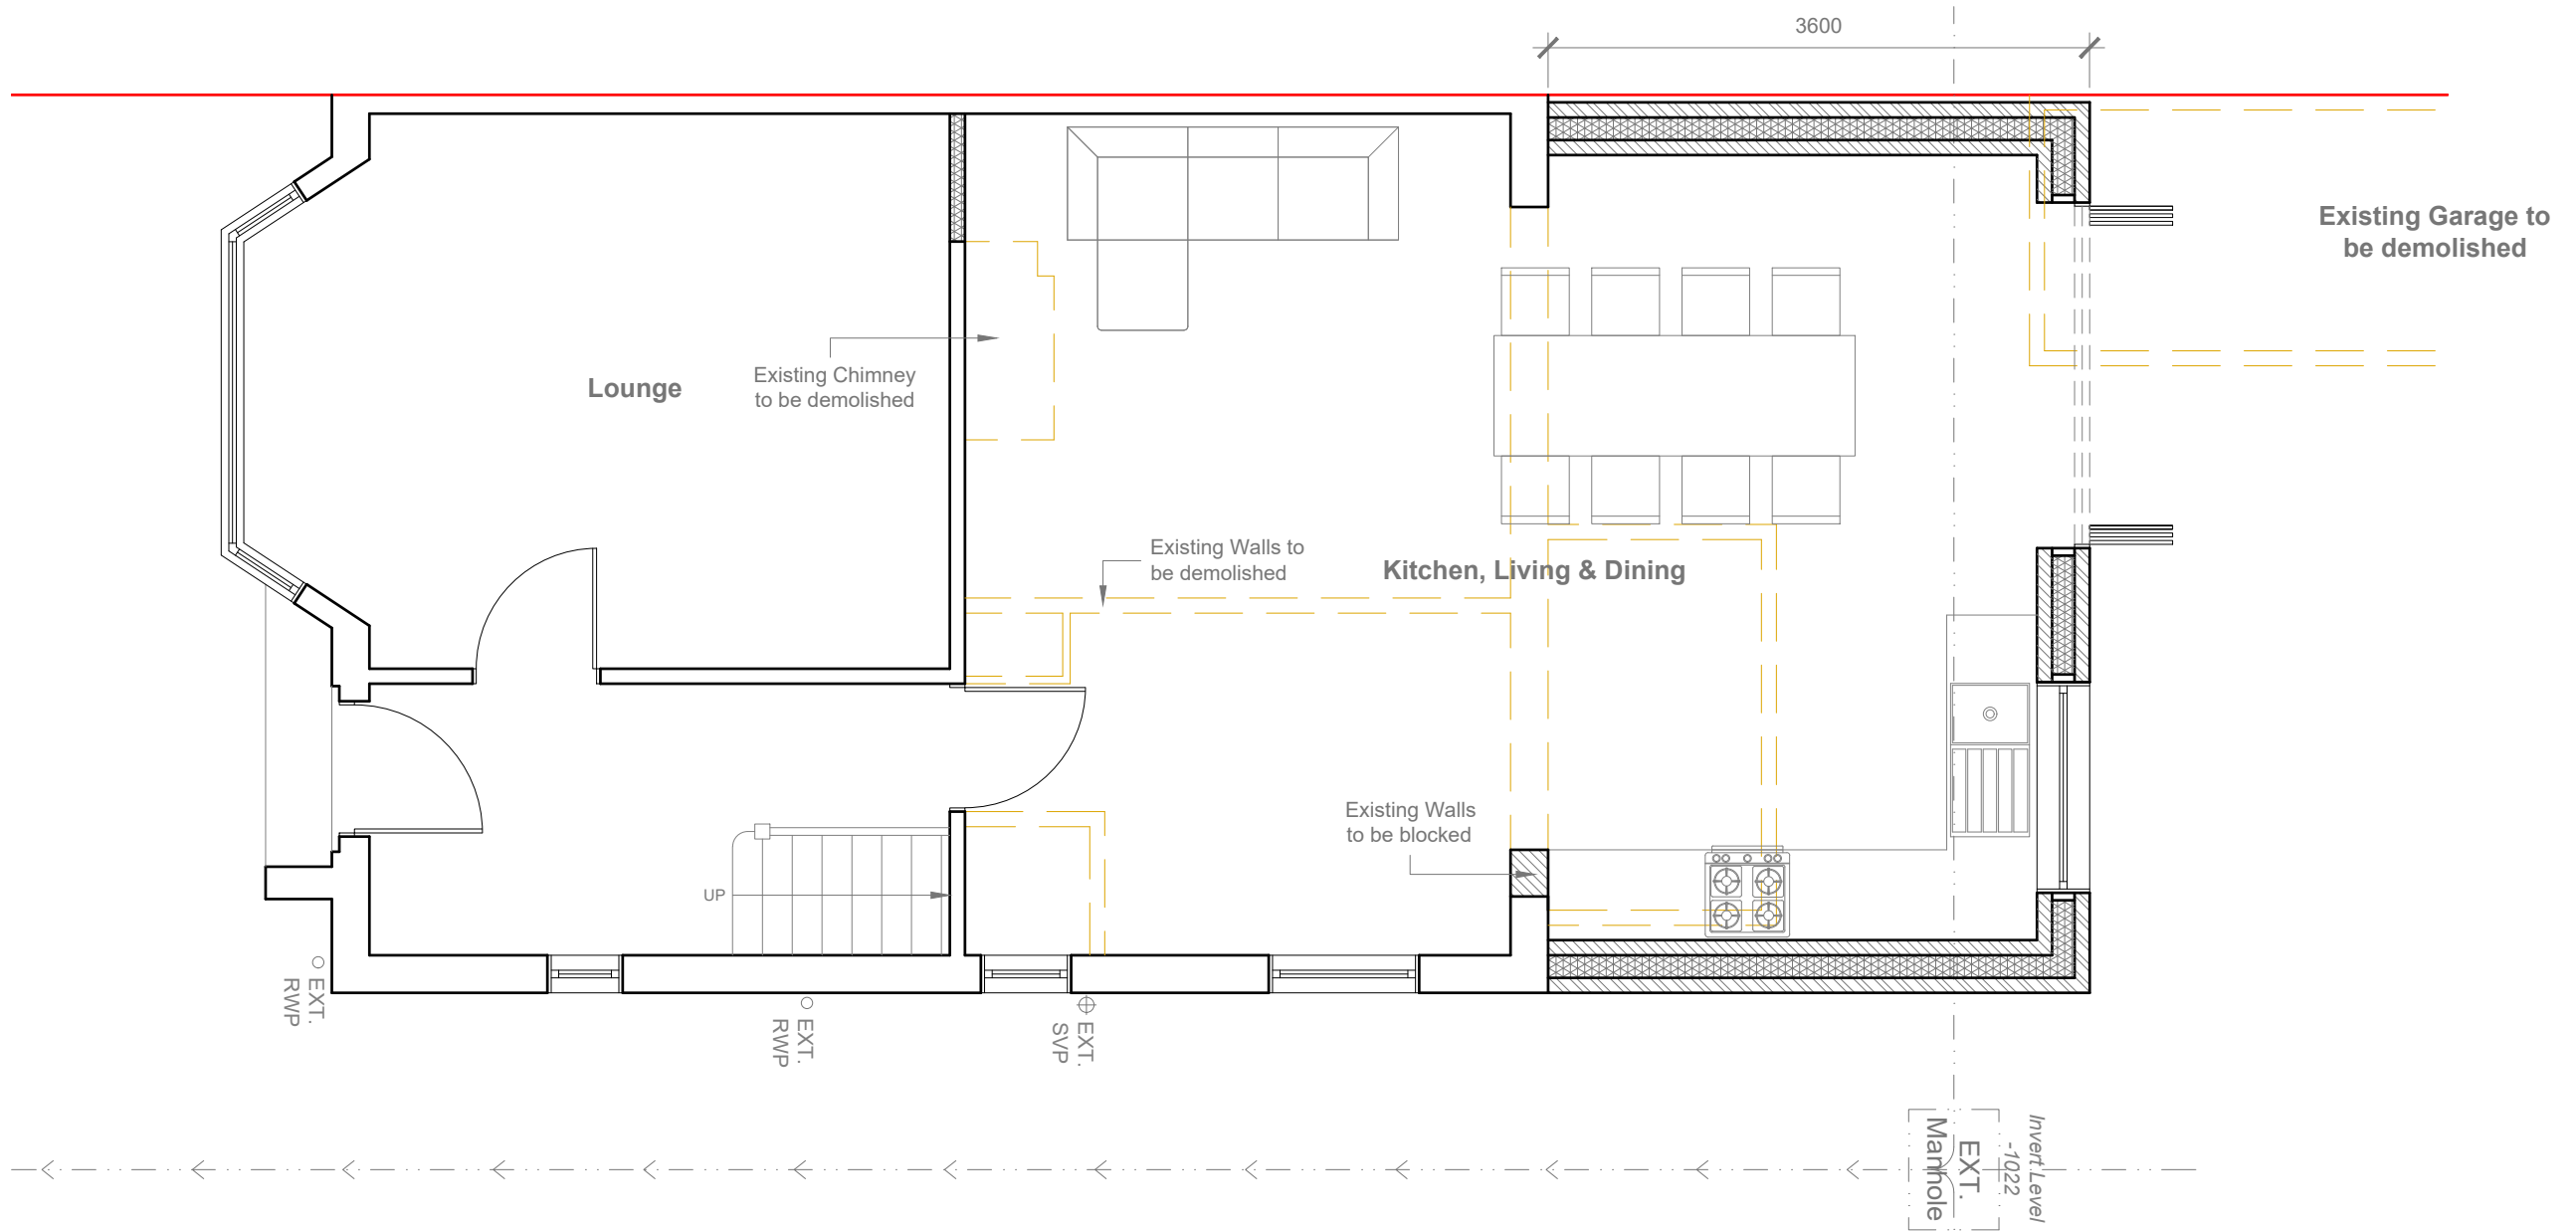 3600
Existing Garage to
be demolished
Existing Chimney
to be demolished
Lounge
Existing Walls to
be demolished
Kitchen, Living & Dining
Existing Walls
to be blocked
UP
EXT.
RWP
EXT.
RWP
EXT.
SVP
EXT.
Manhole
Invert Level
-1022